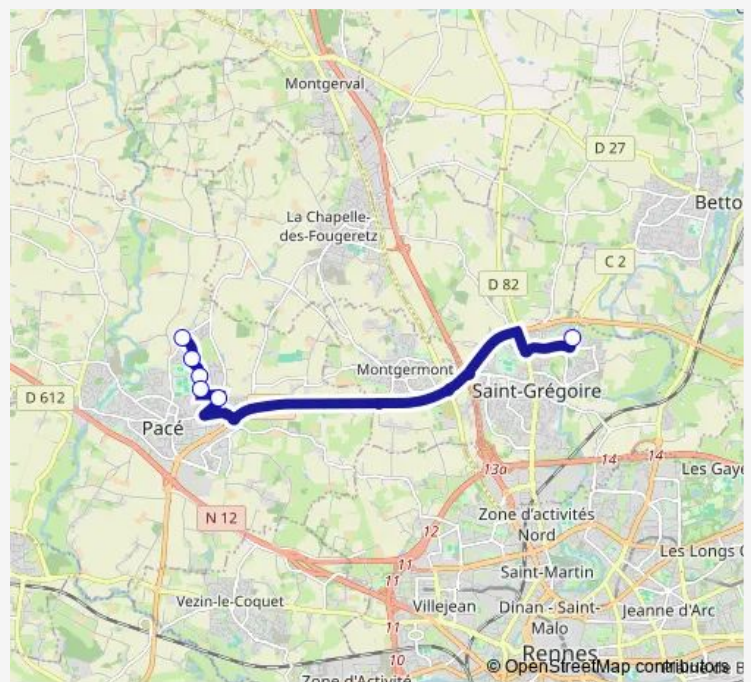 Montgerval
D 27
Betto
La Chapelle-
des-Fougeretz
C 2
D 82
Montgermont
D 612
Saint-Grégoire
Pacé
13a
14
14
Les Gaye
N 12
Zone d'activités
Nord
12
Les Longs C
11
Saint-Martin
11
Vezin-le-Coquet
Villejean
Dinan - Saint-
Malo
Jeanne d'Arc
11
Rennes
10
© OpenStreetMap contributors
Zone d'Activité